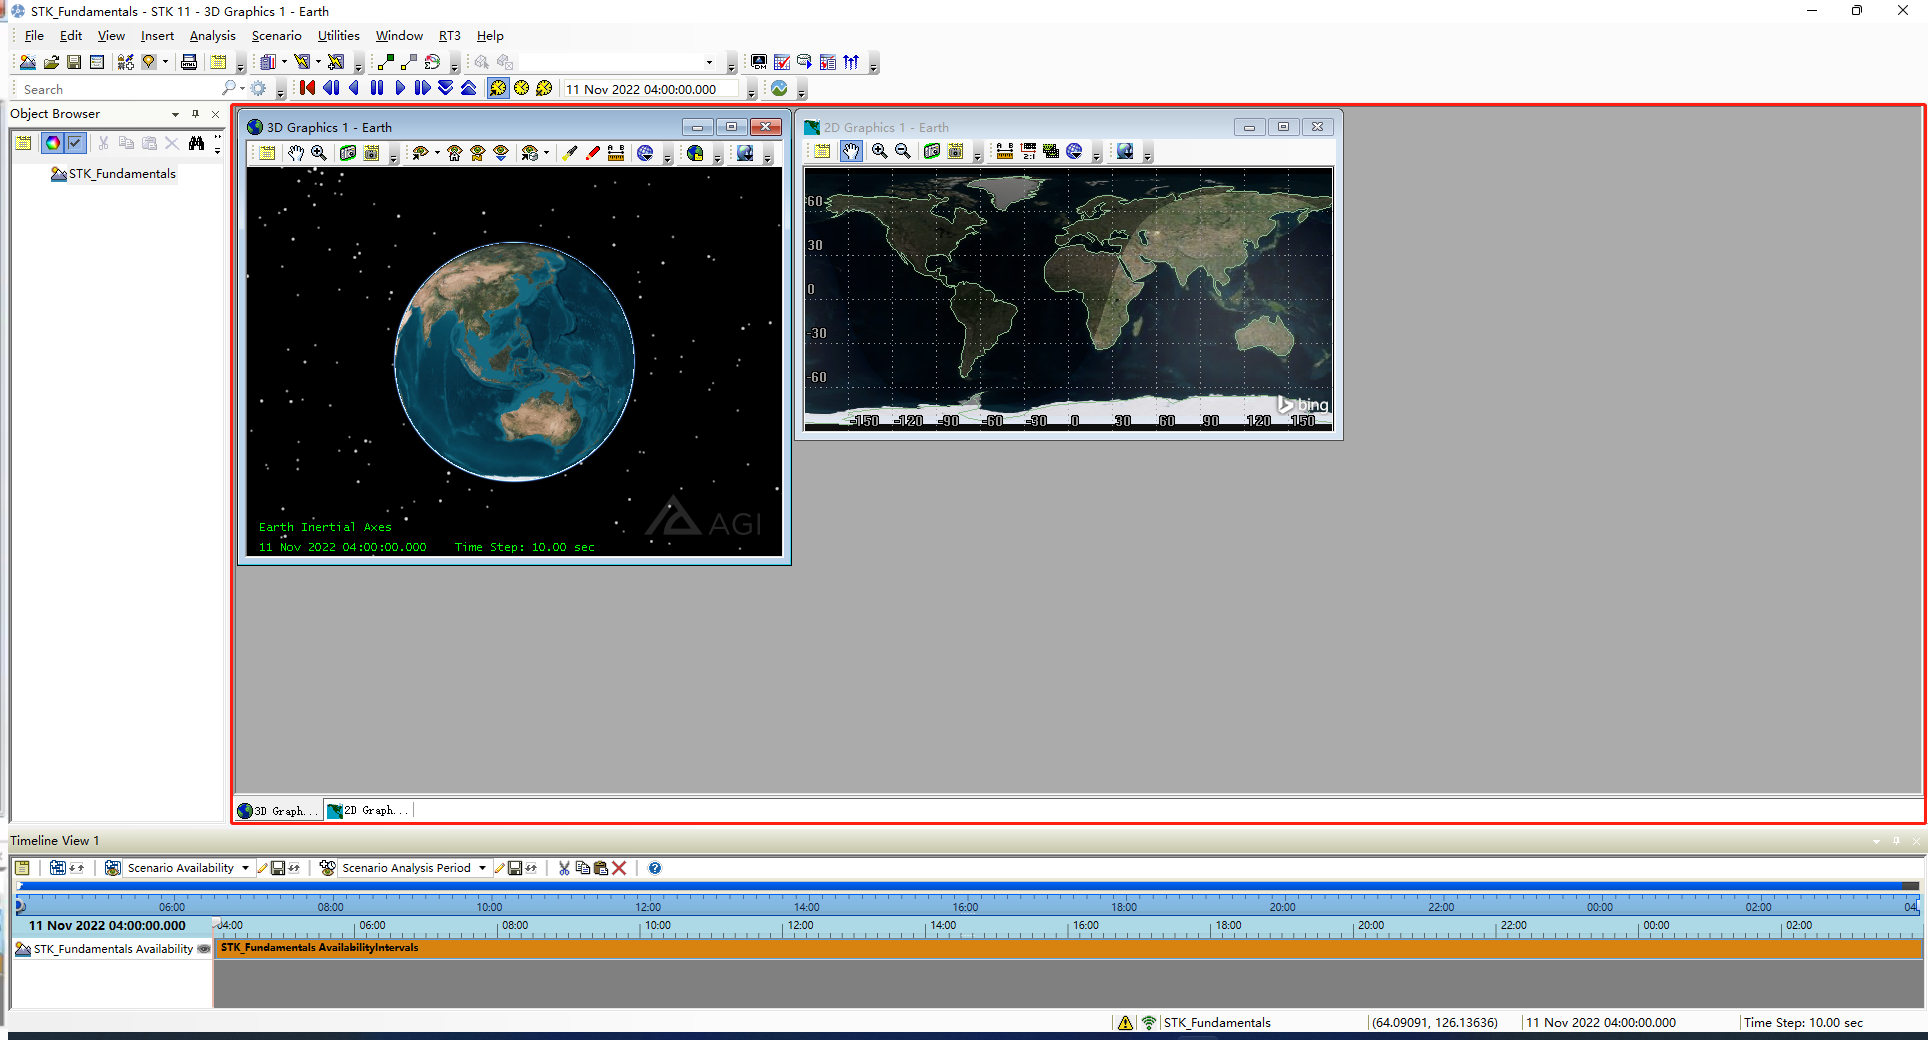 STK_Fundamentals - STK 11 - 3D Graphics 1 - Earth
File Edit View Insert Analysis Scenario Utilities Window RT3 Help
Search
11 Nov 2022 04:00:00.000
Object Browser
STK_Fundamentals
3D Graphics 1 - Earth
Earth Inertial Axes
11 Nov 2022 04:00:00.000 Time Step: 10.00 sec
AGI
2D Graphics 1 - Earth
60
30
0
-30
-60
-150 -120 -90 -60 -30 0 30 60 90 120 150
bing
3D Graph... 2D Graph...
Timeline View 1
Scenario Availability Scenario Analysis Period
06:00 08:00 10:00 12:00 14:00 16:00 18:00 20:00 22:00 00:00 02:00 04
11 Nov 2022 04:00:00.000 04:00 06:00 08:00 10:00 12:00 14:00 16:00 18:00 20:00 22:00 00:00 02:00
STK_Fundamentals Availability STK_Fundamentals AvailabilityIntervals
STK_Fundamentals (64.09091, 126.13636) 11 Nov 2022 04:00:00.000 Time Step: 10.00 sec